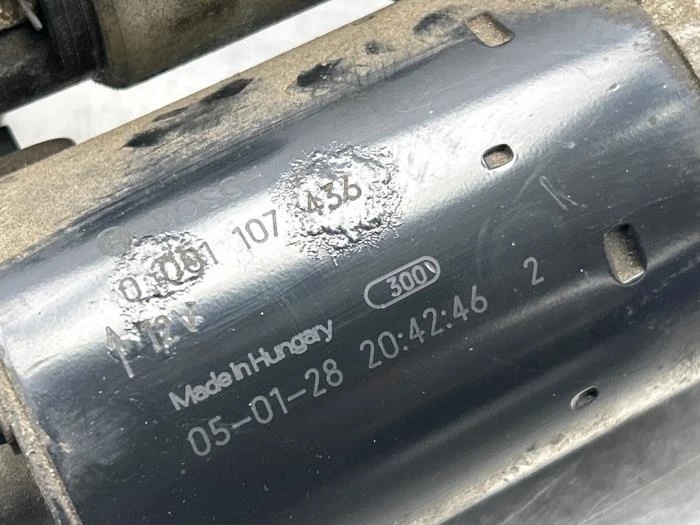 BOSCH
0 001 107 436
12V
3001
Made in Hungary
05-01-28 20:42:46 2